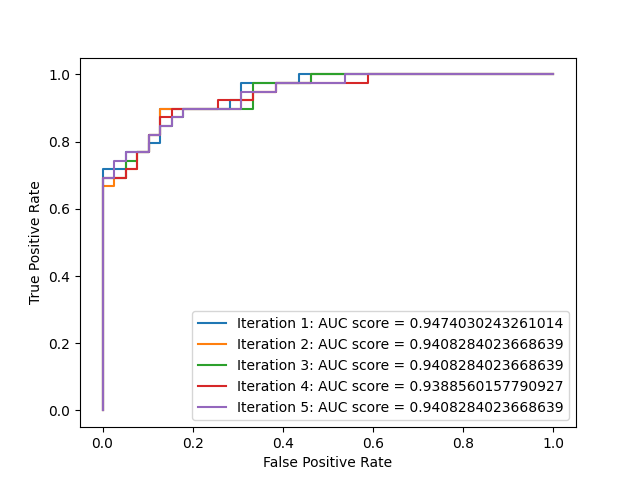 1.0
0.8
0.6
0.4
0.2
0.0
True Positive Rate
Iteration 1: AUC score = 0.9474030243261014
Iteration 2: AUC score = 0.9408284023668639
Iteration 3: AUC score = 0.9408284023668639
Iteration 4: AUC score = 0.9388560157790927
Iteration 5: AUC score = 0.9408284023668639
0.0 0.2 0.4 0.6 0.8 1.0
False Positive Rate